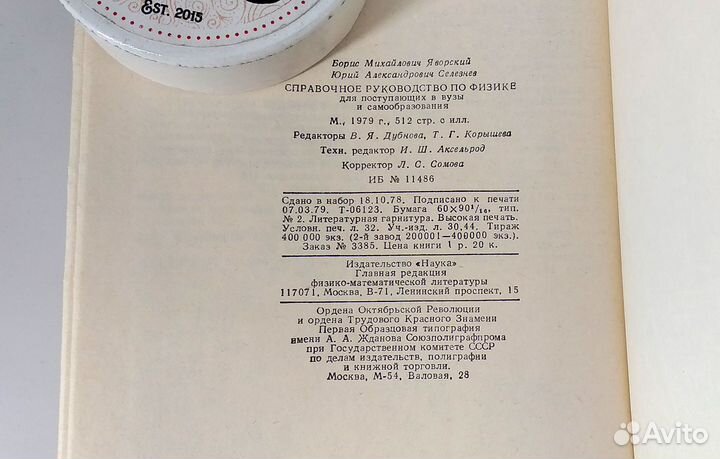 EST. 2015
Борис Михайлович Яворский
Юрий Александрович Селезнев
СПРАВОЧНОЕ РУКОВОДСТВО ПО ФИЗИКЕ
для поступающих в вузы
и самообразования
М., 1979 г., 512 стр. с илл.
Редакторы В. Я. Дубнова, Т. Г. Корышева
Техн. редактор И. Ш. Аксельрод
Корректор Л. С. Сомова
ИБ № 11486
Сдано в набор 18.10.78. Подписано к печати
07.03.79. Т-06123. Бумага 60×90¹/₁₆, тип.
№ 2. Литературная гарнитура. Высокая печать.
Условн. печ. л. 32. Уч.-изд. л. 30,44. Тираж
400 000 экз. (2-й завод 200001—400000 экз.).
Заказ № 3385. Цена книги 1 р. 20 к.
Издательство «Наука»
Главная редакция
физико-математической литературы
117071, Москва, В-71, Ленинский проспект, 15
Ордена Октябрьской Революции
и ордена Трудового Красного Знамени
Первая Образцовая типография
имени А. А. Жданова Союзполиграфпрома
при Государственном комитете СССР
по делам издательств, полиграфии
и книжной торговли.
Москва, М-54, Валовая, 28
Avito